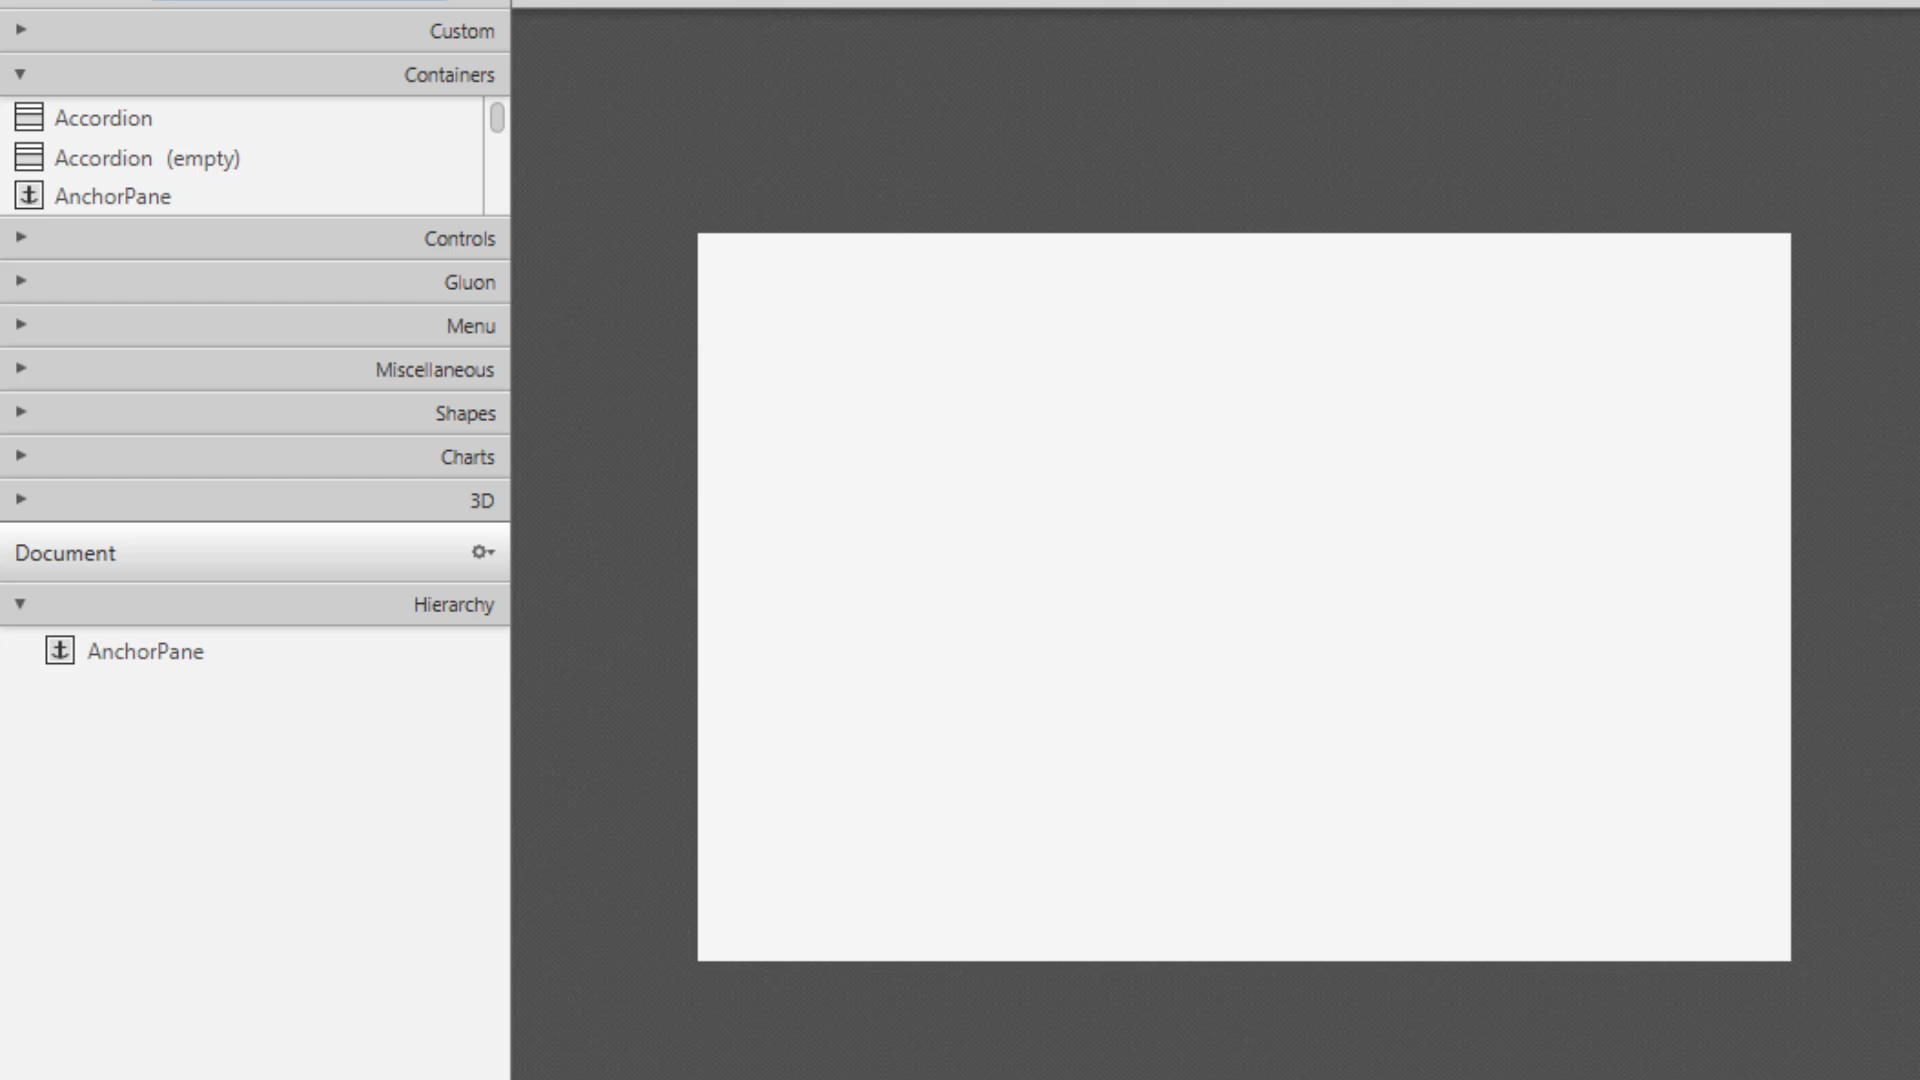 Custom
Containers
Accordion
Accordion (empty)
AnchorPane
Controls
Gluon
Menu
Miscellaneous
Shapes
Charts
3D
Document
Hierarchy
AnchorPane